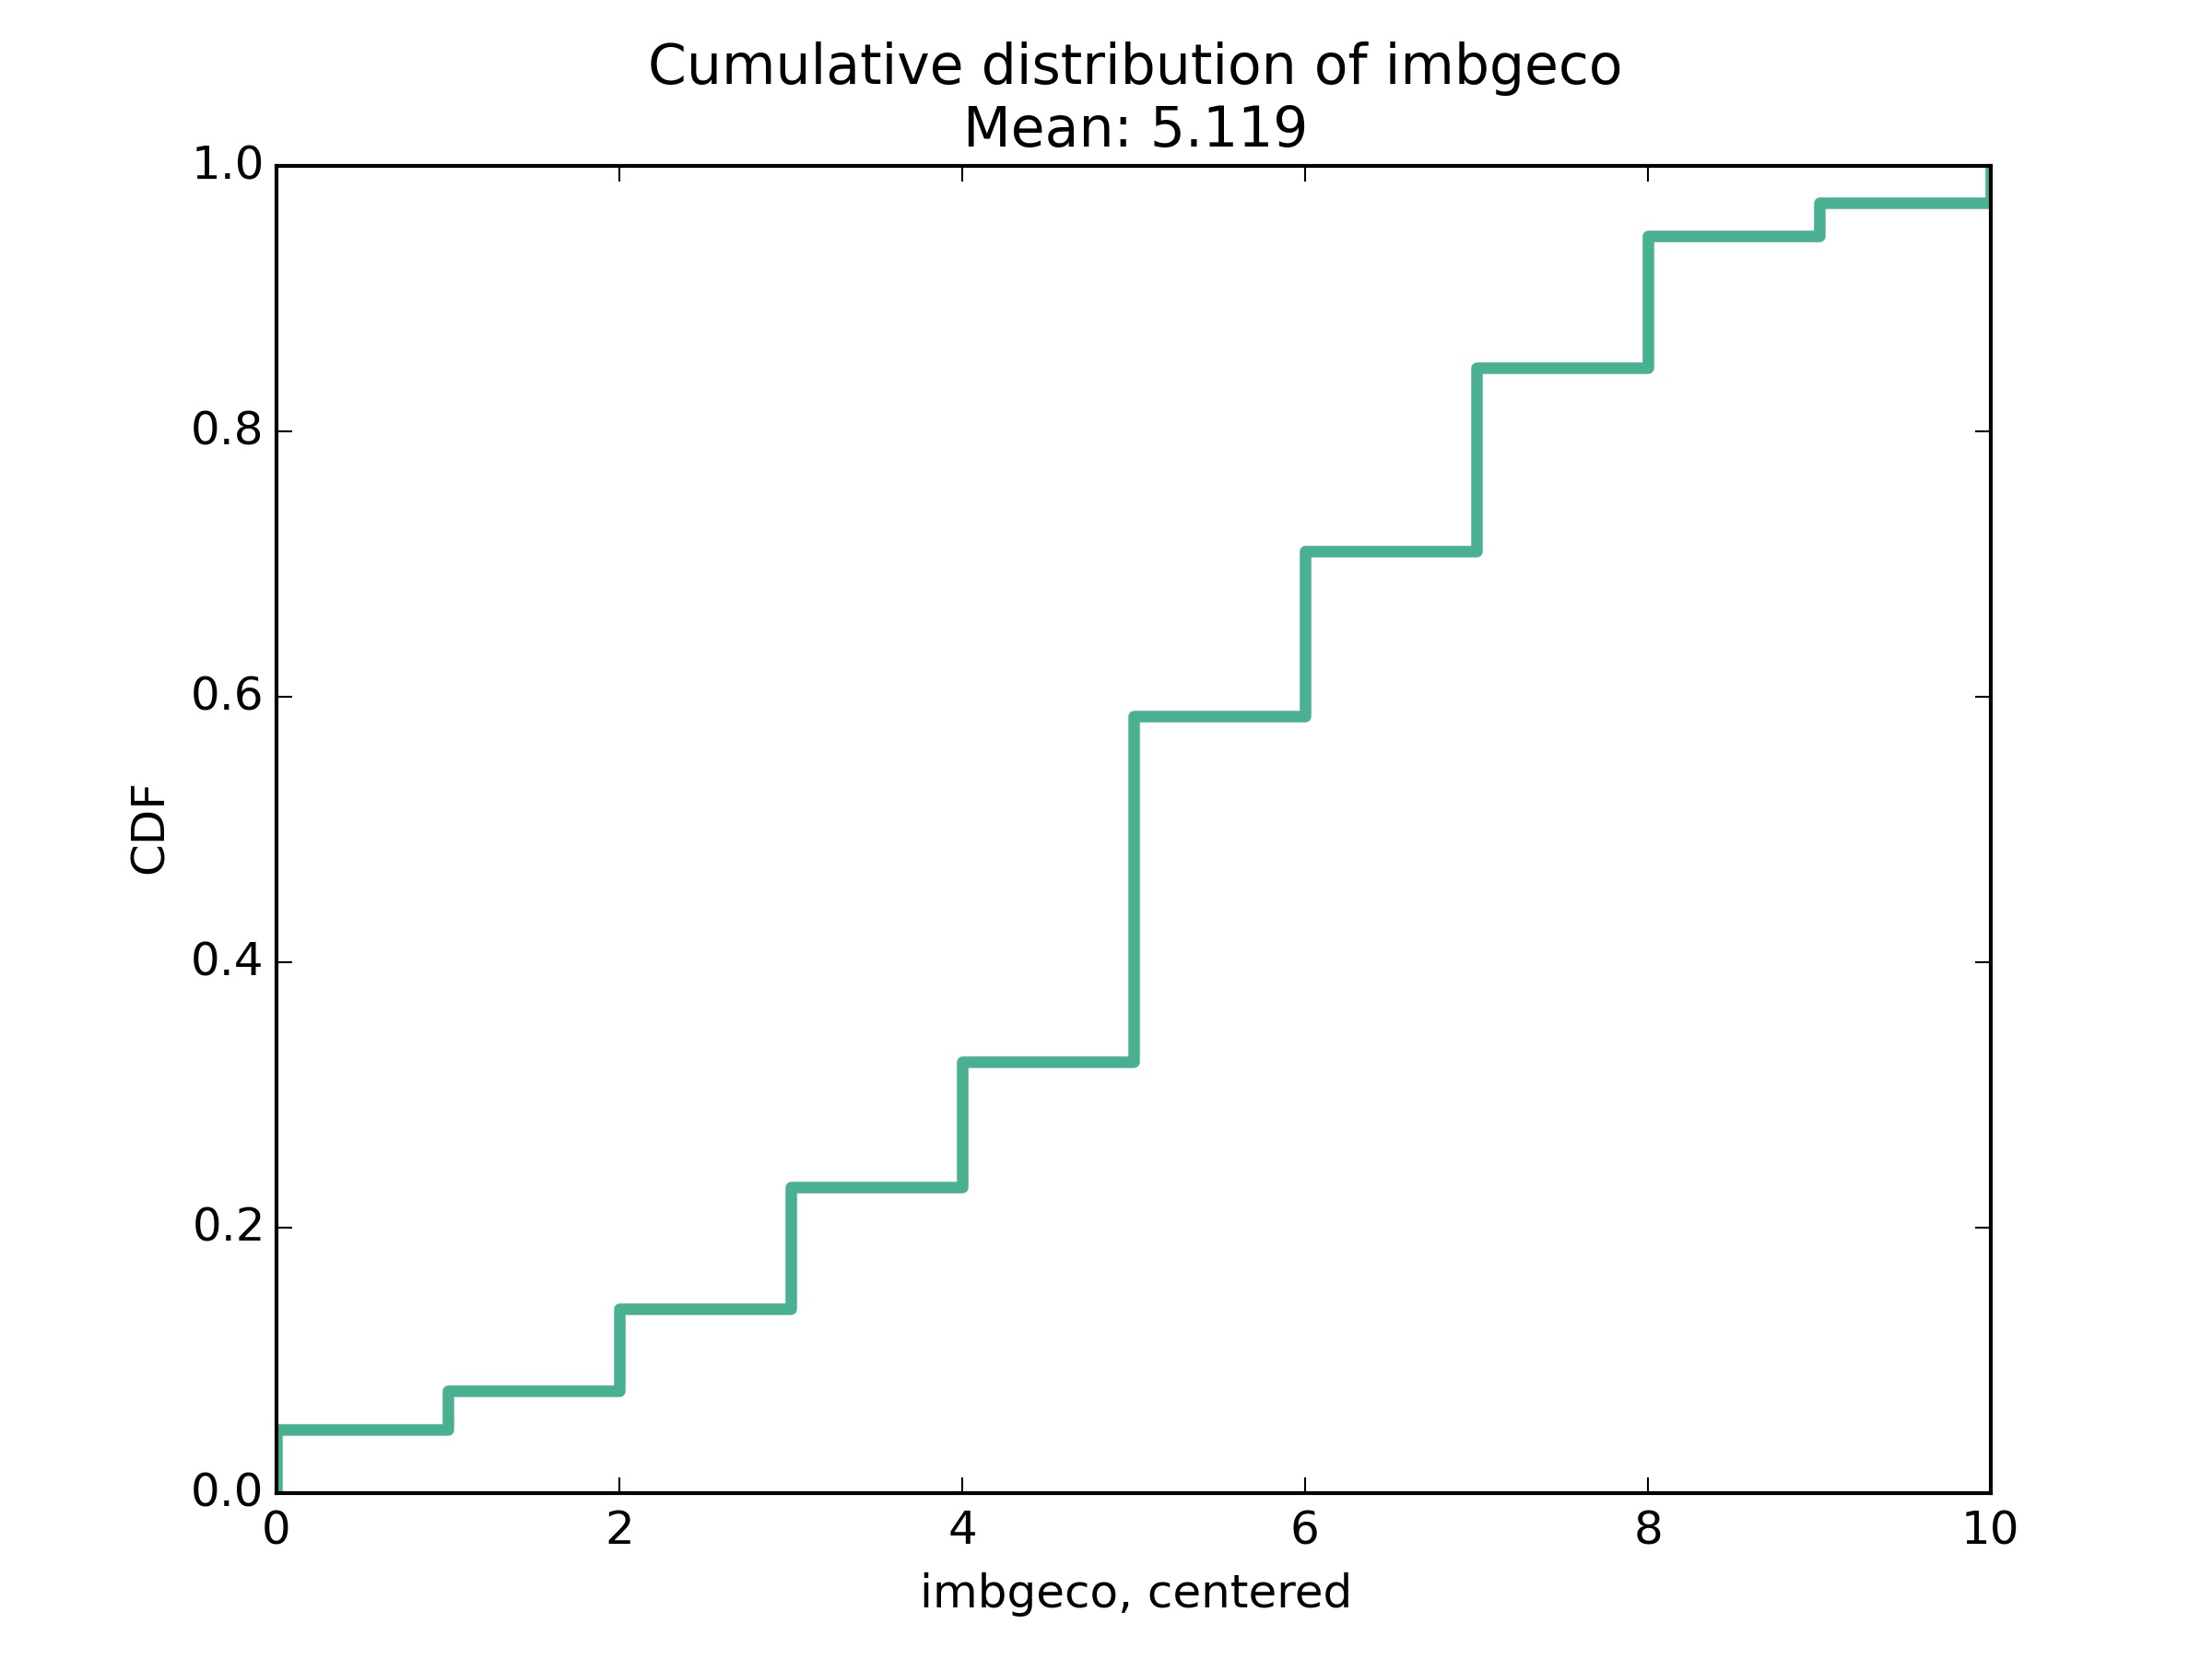 Cumulative distribution of imbgeco
Mean: 5.119
1.0
0.8
0.6
0.4
0.2
0.0
CDF
0 2 4 6 8 10
imbgeco, centered